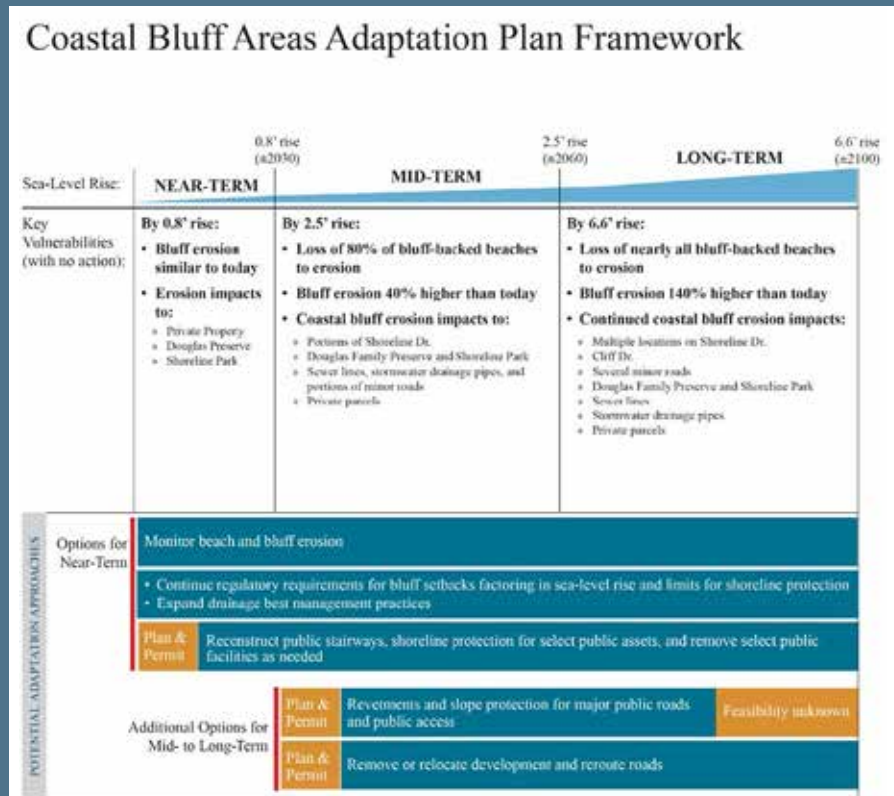 Coastal Bluff Areas Adaptation Plan Framework
0.8' rise
(±2030)
2.5' rise
(±2060)
6.6' rise
(±2100)
Sea-Level Rise:
NEAR-TERM
MID-TERM
LONG-TERM
Key
Vulnerabilities
(with no action):
By 0.8' rise:
• Bluff erosion
similar to today
• Erosion impacts
to:
Private Property
Douglas Preserve
Shoreline Park
By 2.5' rise:
• Loss of 80% of bluff-backed beaches
to erosion
• Bluff erosion 40% higher than today
• Coastal bluff erosion impacts to:
Portions of Shoreline Dr.
Douglas Family Preserve and Shoreline Park
Sewer lines, stormwater drainage pipes, and
portions of minor roads
Private parcels
By 6.6' rise:
• Loss of nearly all bluff-backed beaches
to erosion
• Bluff erosion 140% higher than today
• Continued coastal bluff erosion impacts:
Multiple locations on Shoreline Dr.
Cliff Dr.
Several minor roads
Douglas Family Preserve and Shoreline Park
Sewer lines
Stormwater drainage pipes
Private parcels
POTENTIAL ADAPTATION APPROACHES
Options for
Near-Term
Monitor beach and bluff erosion
• Continue regulatory requirements for bluff setbacks factoring in sea-level rise and limits for shoreline protection
• Expand drainage best management practices
Plan &
Permit
Reconstruct public stairways, shoreline protection for select public assets, and remove select public
facilities as needed
Additional Options for
Mid- to Long-Term
Plan &
Permit
Revetments and slope protection for major public roads
and public access
Feasibility unknown
Plan &
Permit
Remove or relocate development and reroute roads